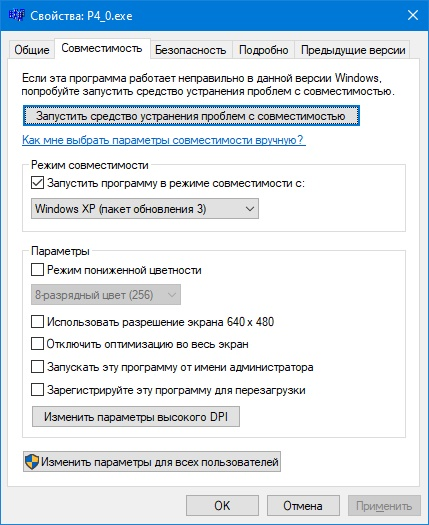 Свойства: P4_0.exe
Общие Совместимость Безопасность Подробно Предыдущие версии
Если эта программа работает неправильно в данной версии Windows,
попробуйте запустить средство устранения проблем с совместимостью.
Запустить средство устранения проблем с совместимостью
Как мне выбрать параметры совместимости вручную?
Режим совместимости
Запустить программу в режиме совместимости с:
Windows XP (пакет обновления 3)
Параметры
Режим пониженной цветности
8-разрядный цвет (256)
Использовать разрешение экрана 640 x 480
Отключить оптимизацию во весь экран
Запускать эту программу от имени администратора
Зарегистрируйте эту программу для перезагрузки
Изменить параметры высокого DPI
Изменить параметры для всех пользователей
OK Отмена Применить